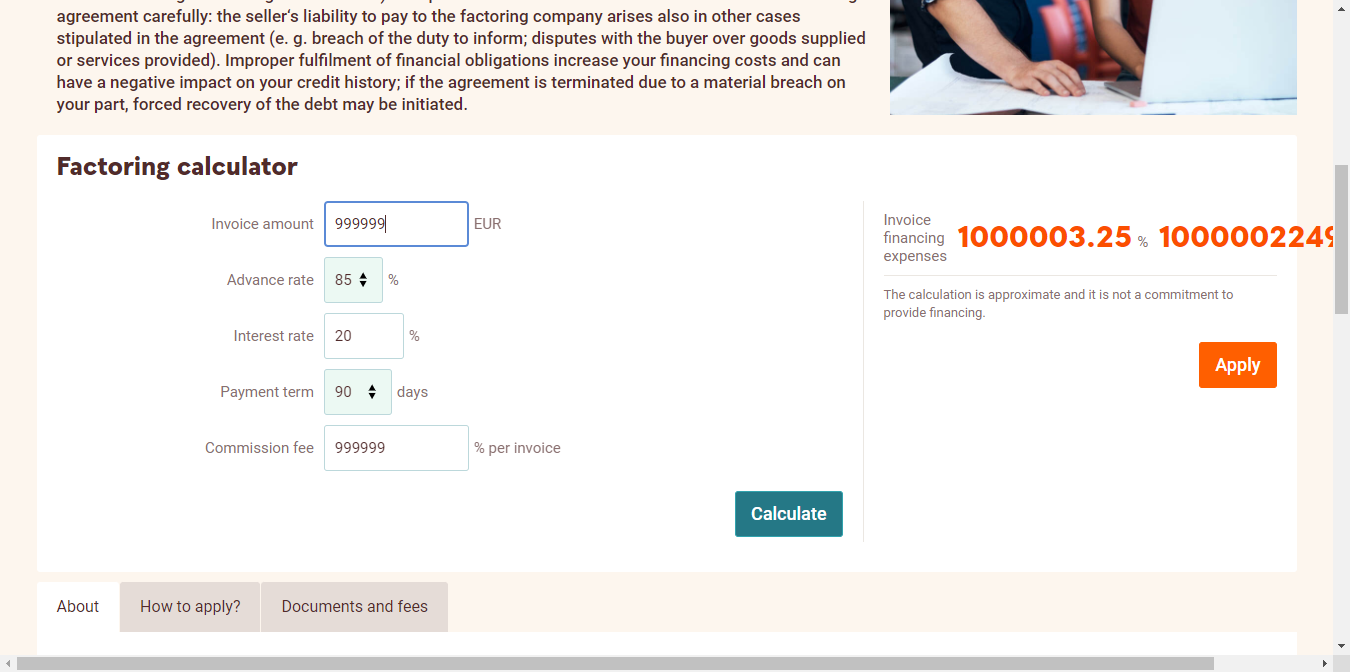 agreement carefully: the seller‘s liability to pay to the factoring company arises also in other cases
stipulated in the agreement (e. g. breach of the duty to inform; disputes with the buyer over goods supplied
or services provided). Improper fulfilment of financial obligations increase your financing costs and can
have a negative impact on your credit history; if the agreement is terminated due to a material breach on
your part, forced recovery of the debt may be initiated.
Factoring calculator
Invoice amount 999999 EUR
Advance rate 85 %
Interest rate 20 %
Payment term 90 days
Commission fee 999999 % per invoice
Calculate
Invoice
financing
expenses
1000003.25 % 1000002249
The calculation is approximate and it is not a commitment to
provide financing.
Apply
About
How to apply?
Documents and fees